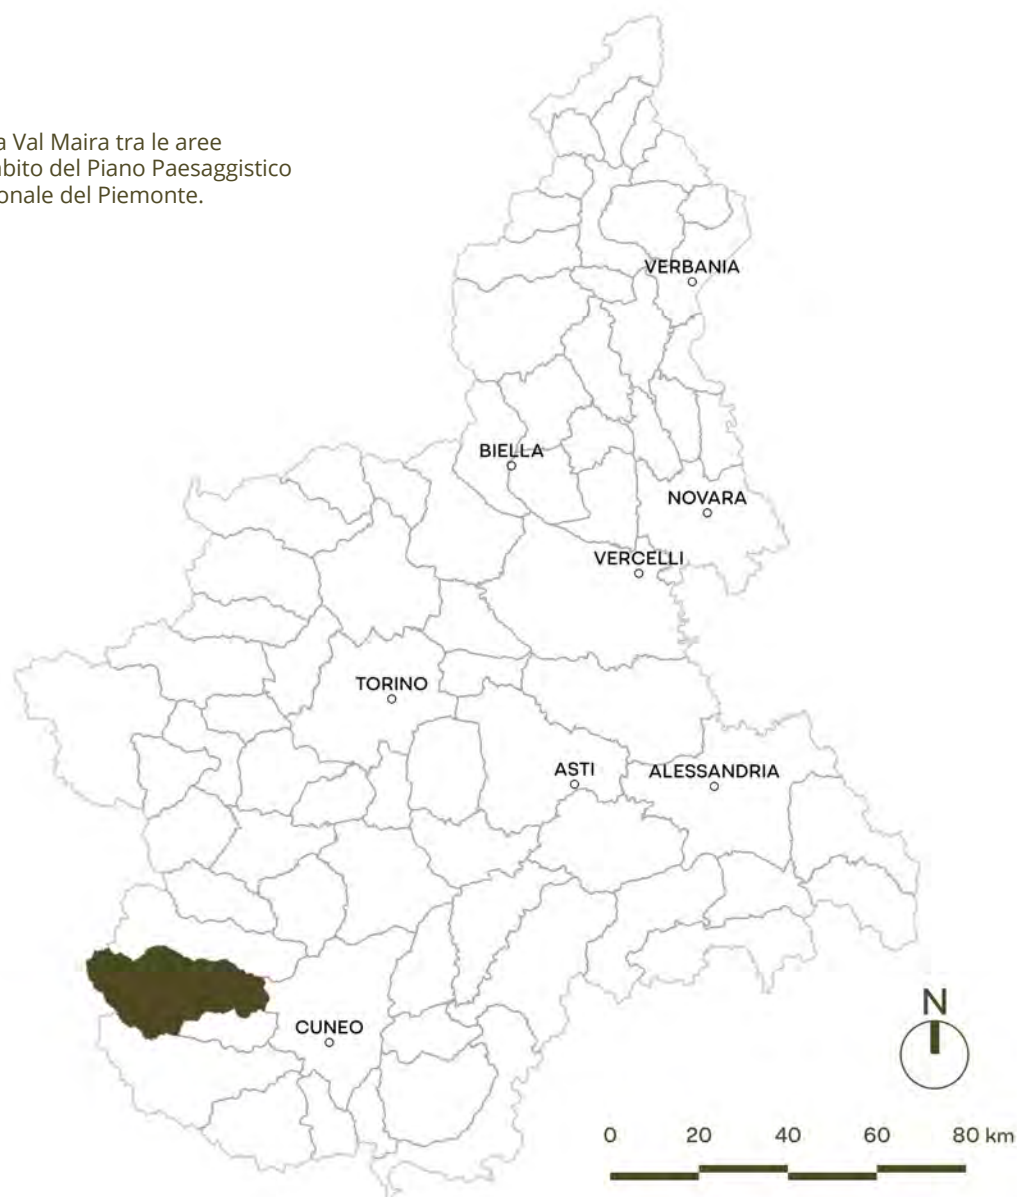 a Val Maira tra le aree
bito del Piano Paesaggistico
onale del Piemonte.
VERBANIA
BIELLA
NOVARA
VERCELLI
TORINO
ASTI
ALESSANDRIA
CUNEO
N
0 20 40 60 80 km